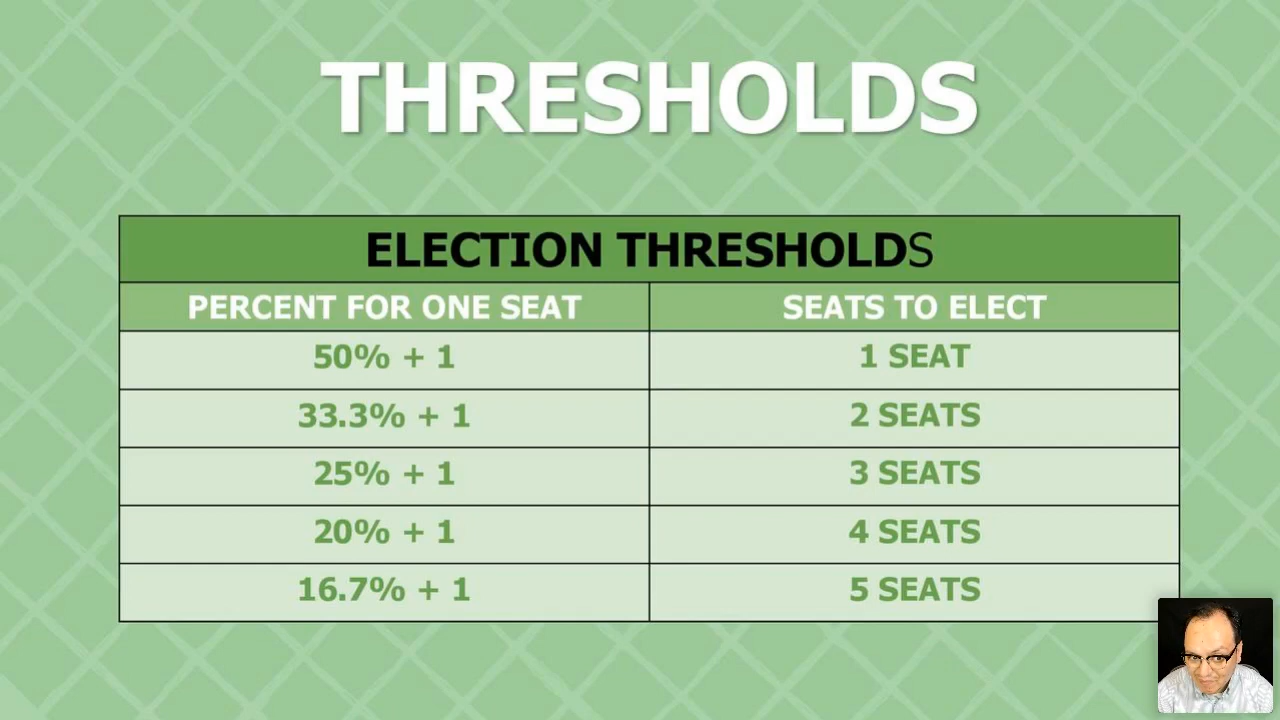 THRESHOLDS
ELECTION THRESHOLDS
PERCENT FOR ONE SEAT SEATS TO ELECT
50% + 1 1 SEAT
33.3% + 1 2 SEATS
25% + 1 3 SEATS
20% + 1 4 SEATS
16.7% + 1 5 SEATS